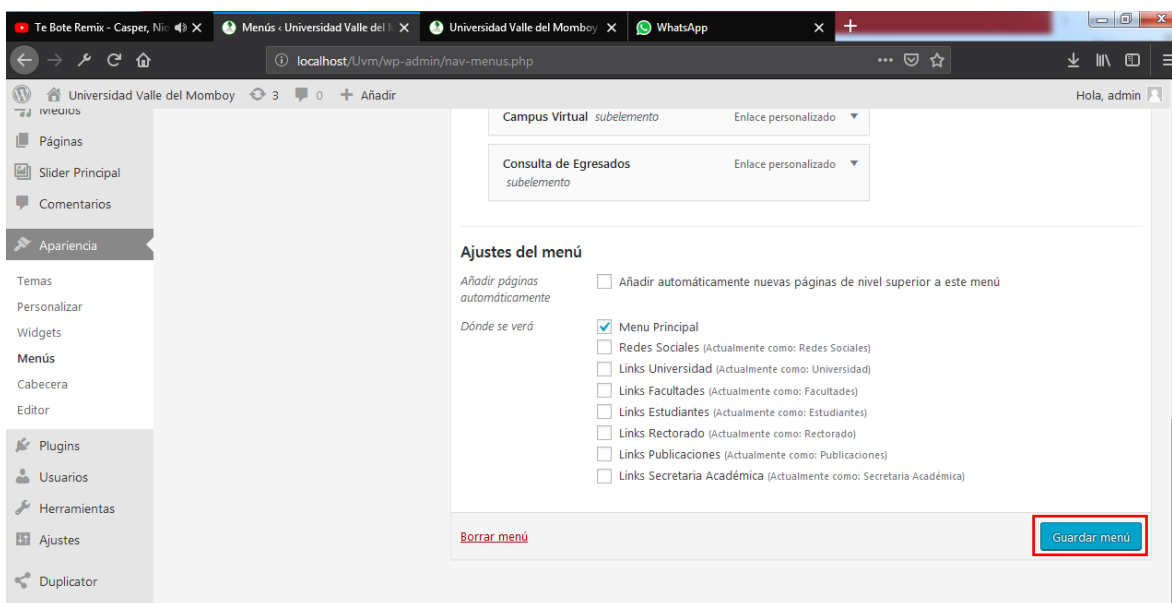 Te Bote Remix - Casper, Nio
Menús ‹ Universidad Valle del M
Universidad Valle del Momboy
WhatsApp
localhost/Uvm/wp-admin/nav-menus.php
Universidad Valle del Momboy 3 0 + Añadir
Hola, admin
Medios
Páginas
Slider Principal
Comentarios
Apariencia
Temas
Personalizar
Widgets
Menús
Cabecera
Editor
Plugins
Usuarios
Herramientas
Ajustes
Duplicator
Campus Virtual subelemento Enlace personalizado
Consulta de Egresados Enlace personalizado
subelemento
Ajustes del menú
Añadir páginas
automáticamente
Añadir automáticamente nuevas páginas de nivel superior a este menú
Dónde se verá
Menu Principal
Redes Sociales (Actualmente como: Redes Sociales)
Links Universidad (Actualmente como: Universidad)
Links Facultades (Actualmente como: Facultades)
Links Estudiantes (Actualmente como: Estudiantes)
Links Rectorado (Actualmente como: Rectorado)
Links Publicaciones (Actualmente como: Publicaciones)
Links Secretaria Académica (Actualmente como: Secretaria Académica)
Borrar menú
Guardar menú